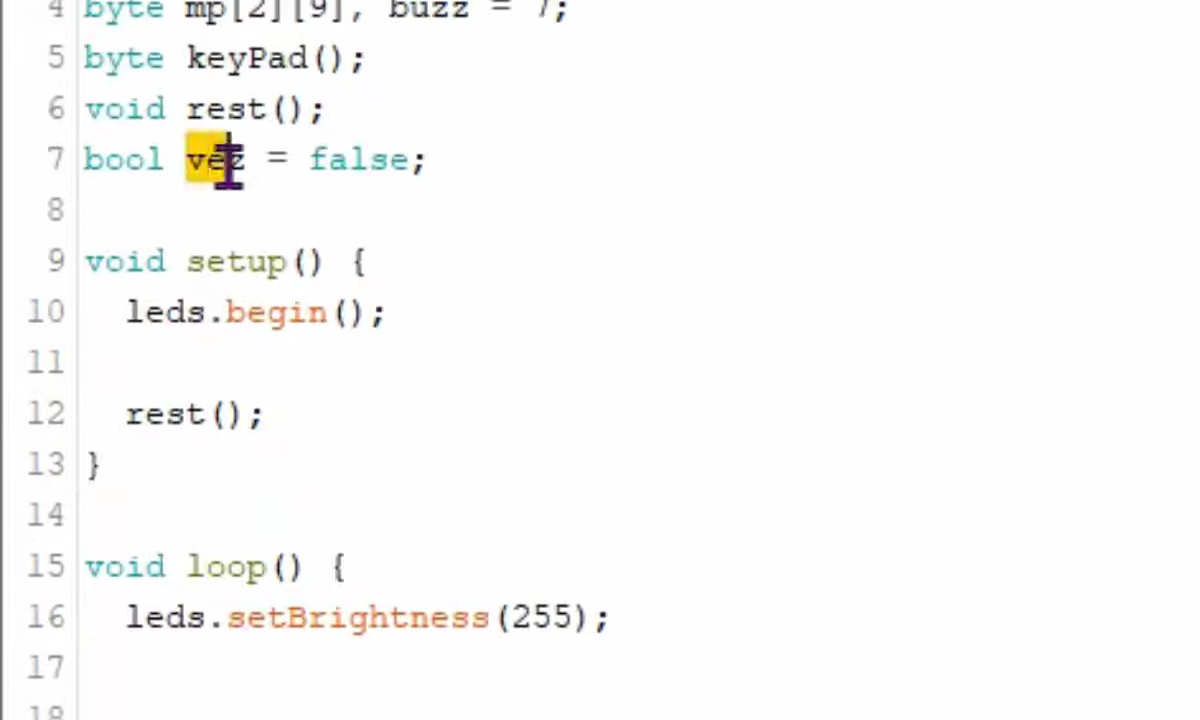 4 byte mp[2][9], buzz = 7;
5 byte keyPad();
6 void rest();
7 bool vez = false;
8
9 void setup() {
10 leds.begin();
11
12 rest();
13 }
14
15 void loop() {
16 leds.setBrightness(255);
17
18